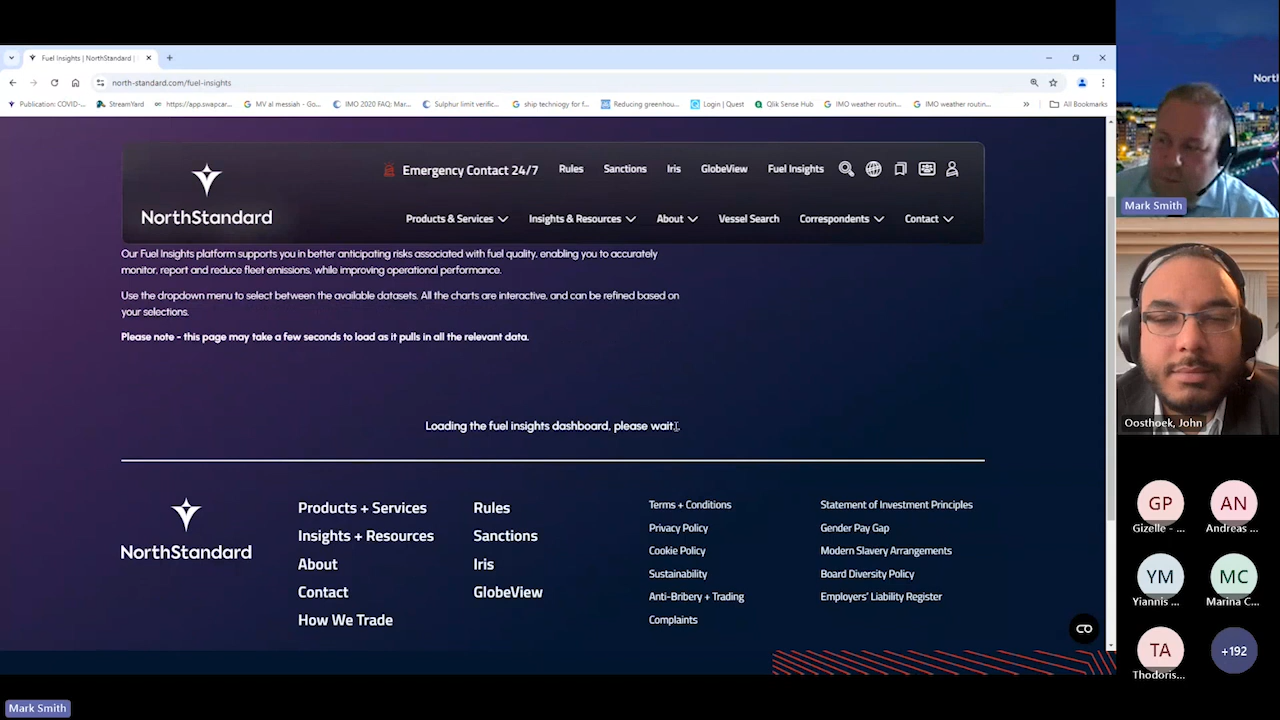 Fuel Insights | NorthStandard |
north-standard.com/fuel-insights
Publication: COVID-...
StreamYard
https://app.swapcar...
MV al messiah - Go...
IMO 2020 FAQ: Mar...
Sulphur limit verific...
ship techniogy for f...
Reducing greenhou...
Login | Quest
Qlik Sense Hub
IMO weather routin...
IMO weather routin...
All Bookmarks
Emergency Contact 24/7
Rules
Sanctions
Iris
GlobeView
Fuel Insights
NorthStandard
Products & Services
Insights & Resources
About
Vessel Search
Correspondents
Contact
Our Fuel Insights platform supports you in better anticipating risks associated with fuel quality, enabling you to accurately
monitor, report and reduce fleet emissions, while improving operational performance.
Use the dropdown menu to select between the available datasets. All the charts are interactive, and can be refined based on
your selections.
Please note - this page may take a few seconds to load as it pulls in all the relevant data.
Loading the fuel insights dashboard, please wait.
NorthStandard
Products + Services
Insights + Resources
About
Contact
How We Trade
Rules
Sanctions
Iris
GlobeView
Terms + Conditions
Privacy Policy
Cookie Policy
Sustainability
Anti-Bribery + Trading
Complaints
Statement of Investment Principles
Gender Pay Gap
Modern Slavery Arrangements
Board Diversity Policy
Employers' Liability Register
Nort
Mark Smith
Oosthoek, John
GP
Gizelle - ...
AN
Andreas ...
YM
Yiannis ...
MC
Marina C...
TA
Thodoris...
+192
Mark Smith